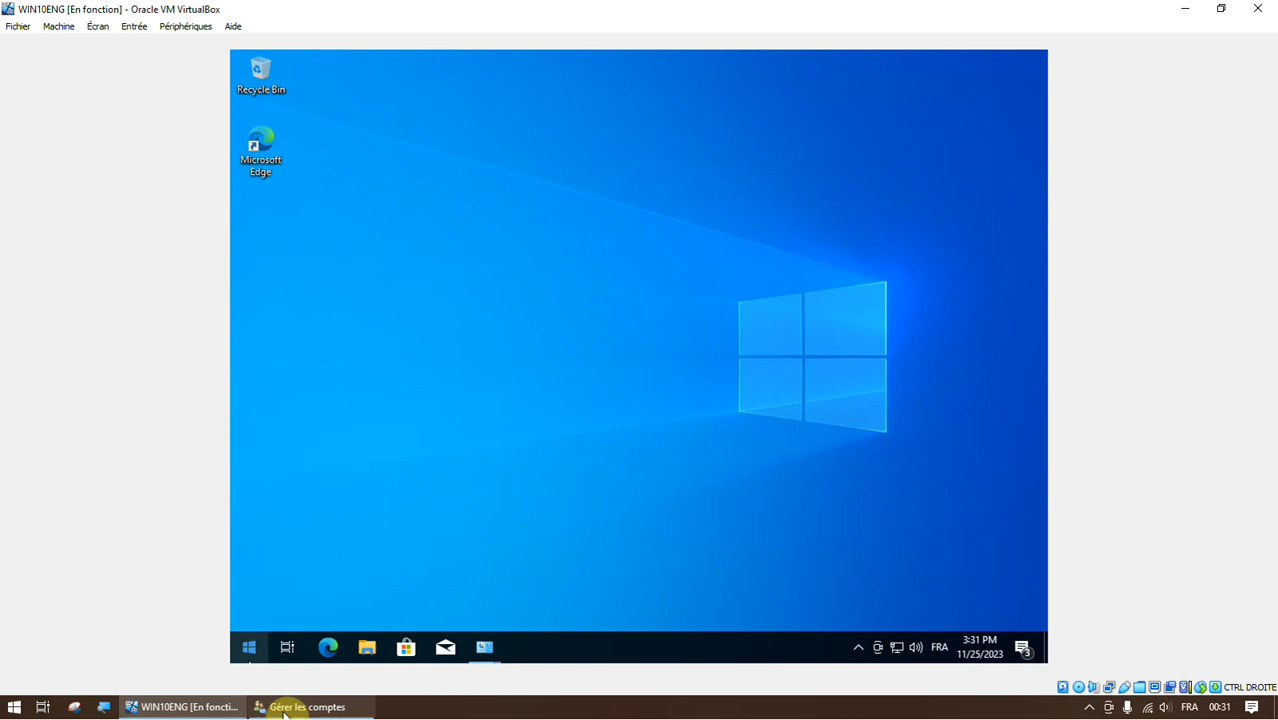 WIN10ENG [En fonction] - Oracle VM VirtualBox
Fichier Machine Écran Entrée Périphériques Aide
Recycle Bin
Microsoft
Edge
FRA
3:31 PM
11/25/2023
3
CTRL DROITE
WIN10ENG [En foncti...
Gérer les comptes
FRA
00:31